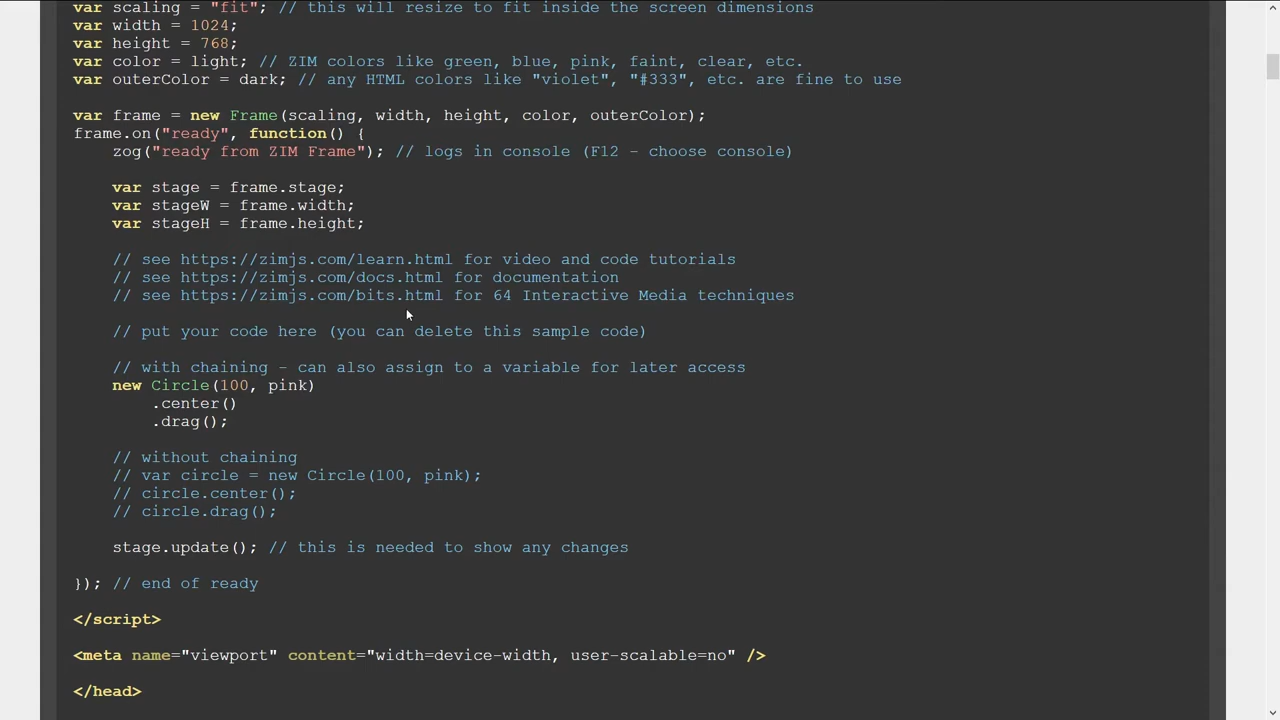 var scaling = "fit"; // this will resize to fit inside the screen dimensions
var width = 1024;
var height = 768;
var color = light; // ZIM colors like green, blue, pink, faint, clear, etc.
var outerColor = dark; // any HTML colors like "violet", "#333", etc. are fine to use
var frame = new Frame(scaling, width, height, color, outerColor);
frame.on("ready", function() {
zog("ready from ZIM Frame"); // logs in console (F12 - choose console)
var stage = frame.stage;
var stageW = frame.width;
var stageH = frame.height;
// see https://zimjs.com/learn.html for video and code tutorials
// see https://zimjs.com/docs.html for documentation
// see https://zimjs.com/bits.html for 64 Interactive Media techniques
// put your code here (you can delete this sample code)
// with chaining - can also assign to a variable for later access
new Circle(100, pink)
.center()
.drag();
// without chaining
// var circle = new Circle(100, pink);
// circle.center();
// circle.drag();
stage.update(); // this is needed to show any changes
}); // end of ready
</script>
<meta name="viewport" content="width=device-width, user-scalable=no" />
</head>